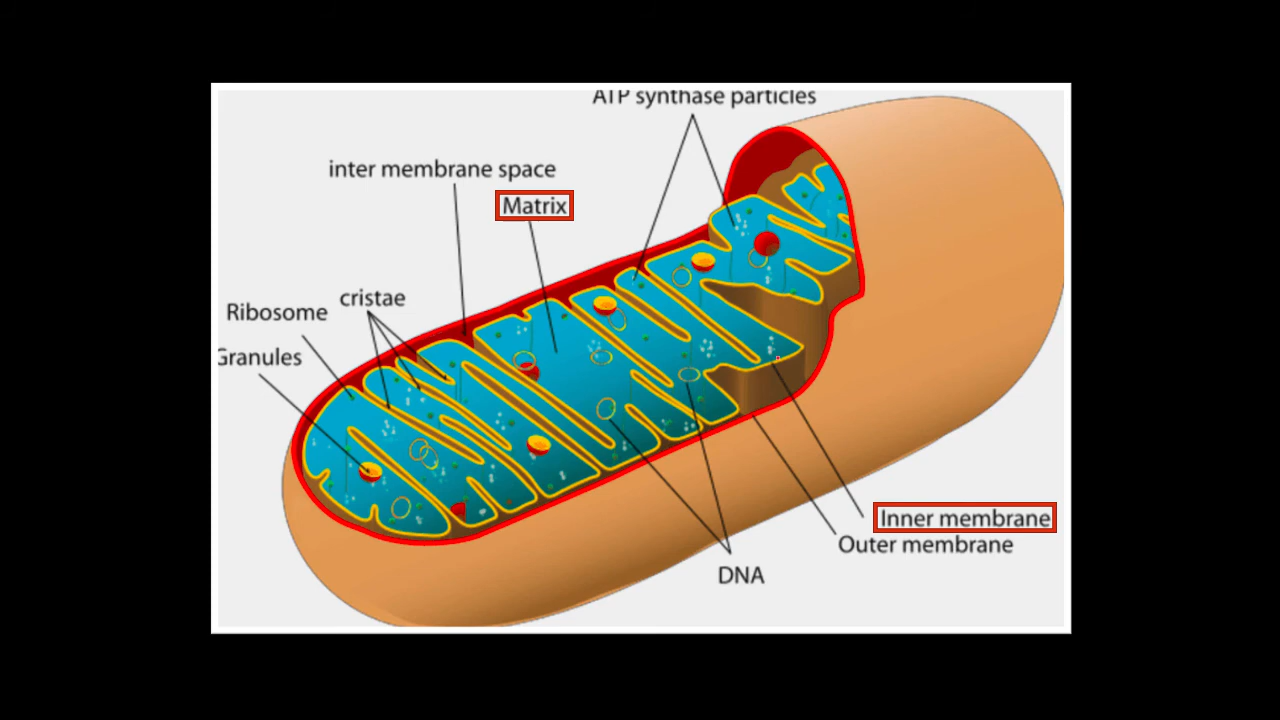 ATP synthase particles
inter membrane space
Matrix
cristae
Ribosome
Granules
Inner membrane
Outer membrane
DNA